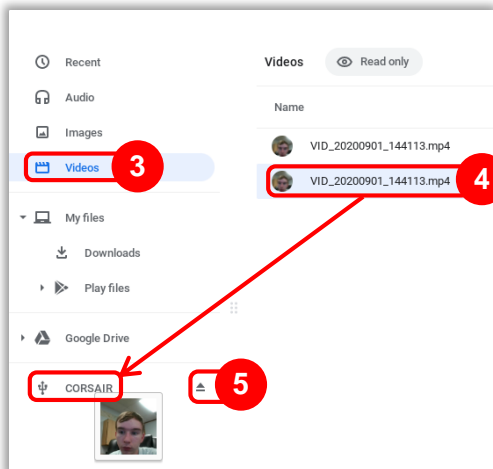 Recent
Audio
Images
Videos
3
My files
Downloads
Play files
Google Drive
CORSAIR
5
Videos
Read only
Name
VID_20200901_144113.mp4
VID_20200901_144113.mp4
4